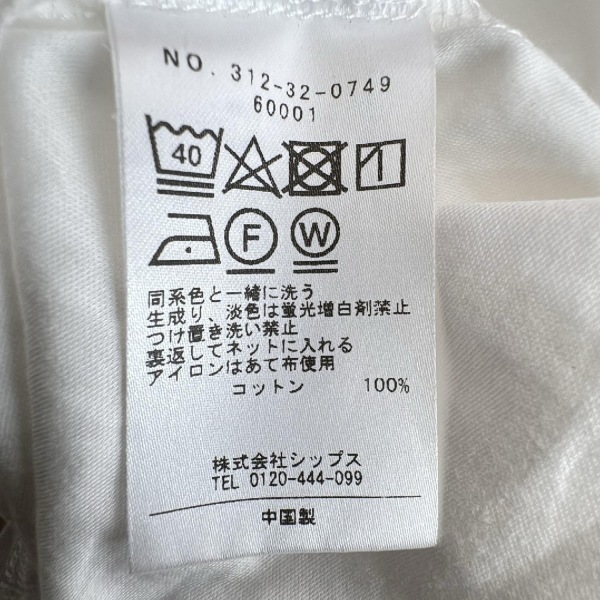 NO. 312-32-0749
60001
40
F W
同系色と一緒に洗う
生成り、淡色は蛍光増白剤禁止
つけ置き洗い禁止
裏返してネットに入れる
アイロンはあて布使用
コットン 100%
株式会社シップス
TEL 0120-444-099
中国製